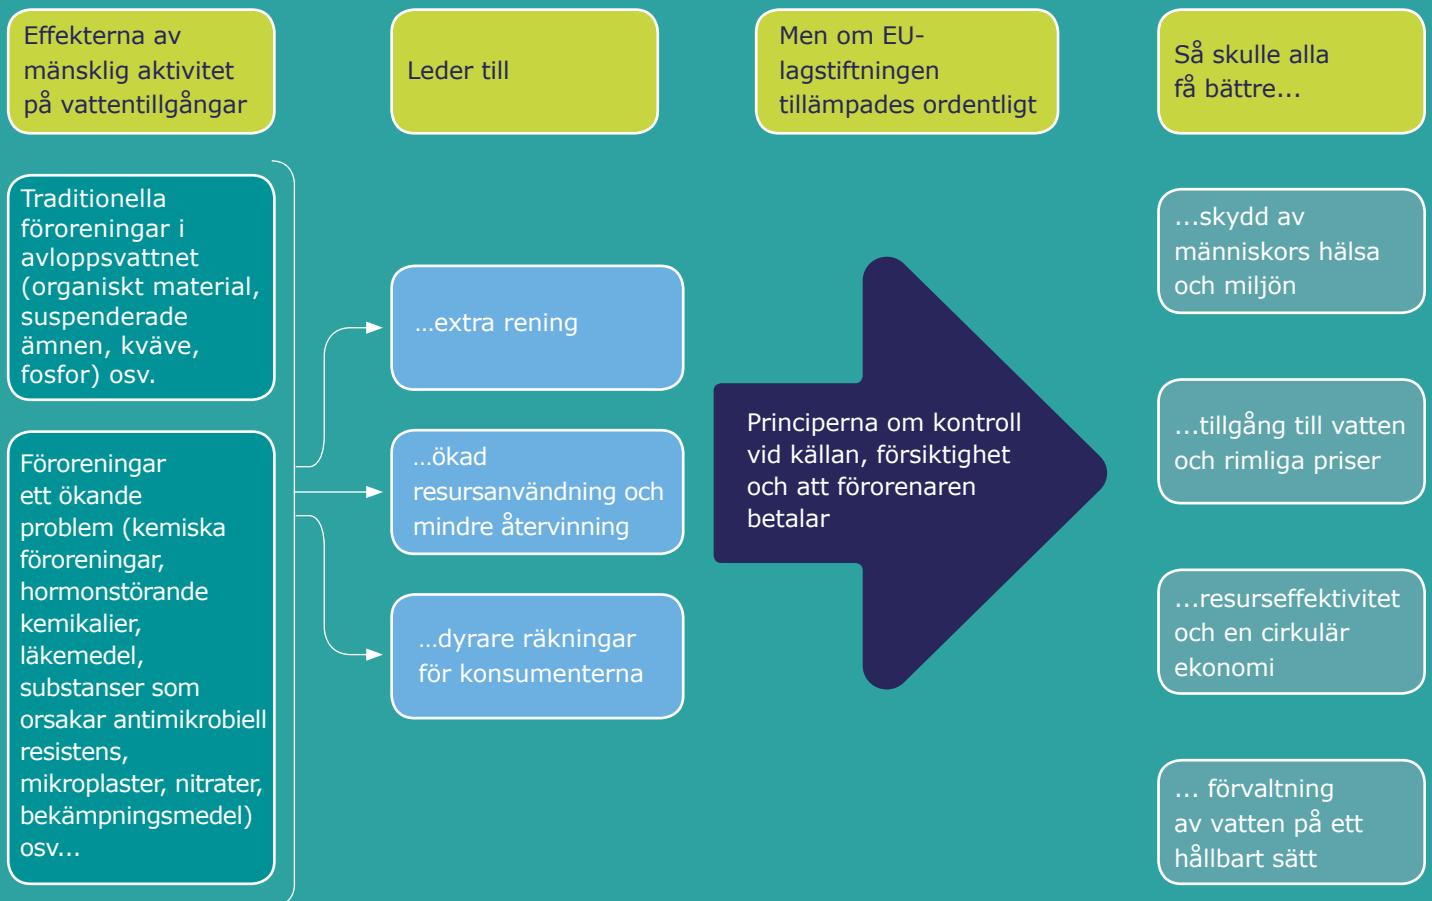 Effekterna av
mänsklig aktivitet
på vattentillgångar
Leder till
Men om EU-
lagstiftningen
tillämpades ordentligt
Så skulle alla
få bättre...
Traditionella
föroreningar i
avloppsvattnet
(organiskt material,
suspenderade
ämnen, kväve,
fosfor) osv.
Föroreningar
ett ökande
problem (kemiska
föroreningar,
hormonstörande
kemikalier,
läkemedel,
substanser som
orsakar antimikrobiell
resistens,
mikroplaster, nitrater,
bekämpningsmedel)
osv...
...extra rening
...ökad
resursanvändning och
mindre återvinning
...dyrare räkningar
för konsumenterna
Principerna om kontroll
vid källan, försiktighet
och att förorenaren
betalar
...skydd av
människors hälsa
och miljön
...tillgång till vatten
och rimliga priser
...resurseffektivitet
och en cirkulär
ekonomi
... förvaltning
av vatten på ett
hållbart sätt